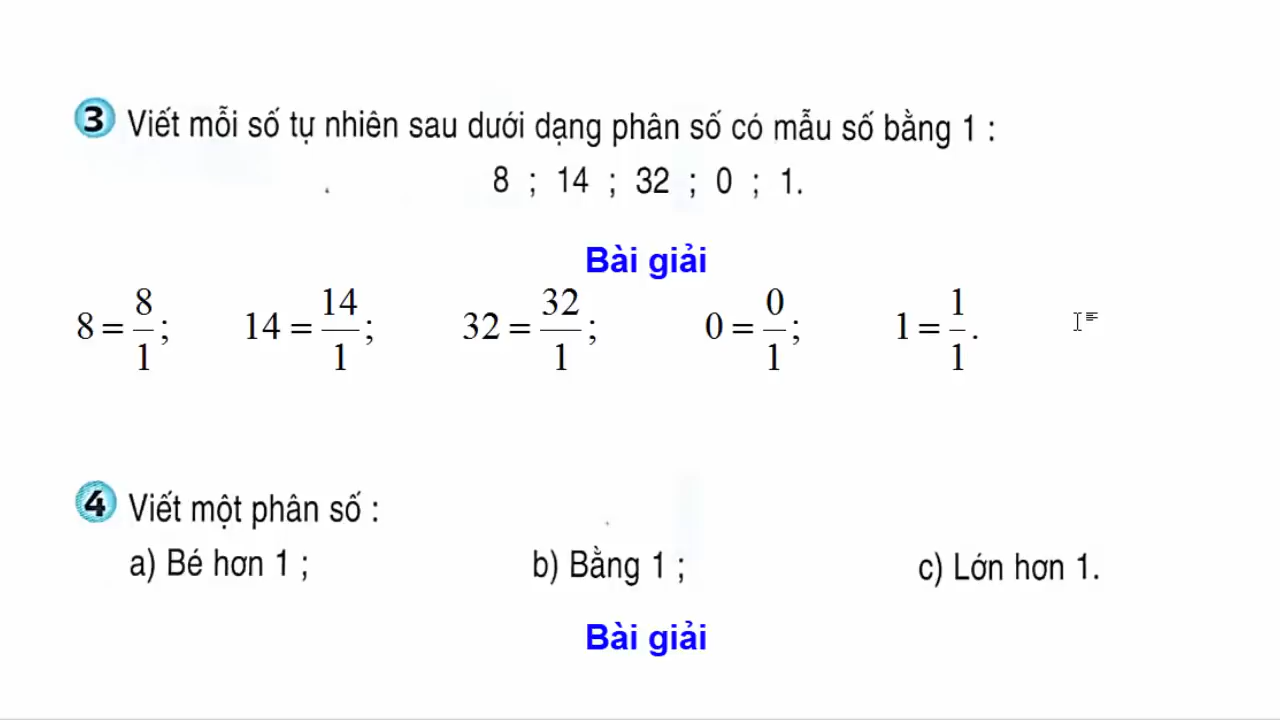 3 Viết mỗi số tự nhiên sau dưới dạng phân số có mẫu số bằng 1 :
8 ; 14 ; 32 ; 0 ; 1.
Bài giải
8 = 8/1; 14 = 14/1; 32 = 32/1; 0 = 0/1; 1 = 1/1.
4 Viết một phân số :
a) Bé hơn 1 ; b) Bằng 1 ; c) Lớn hơn 1.
Bài giải